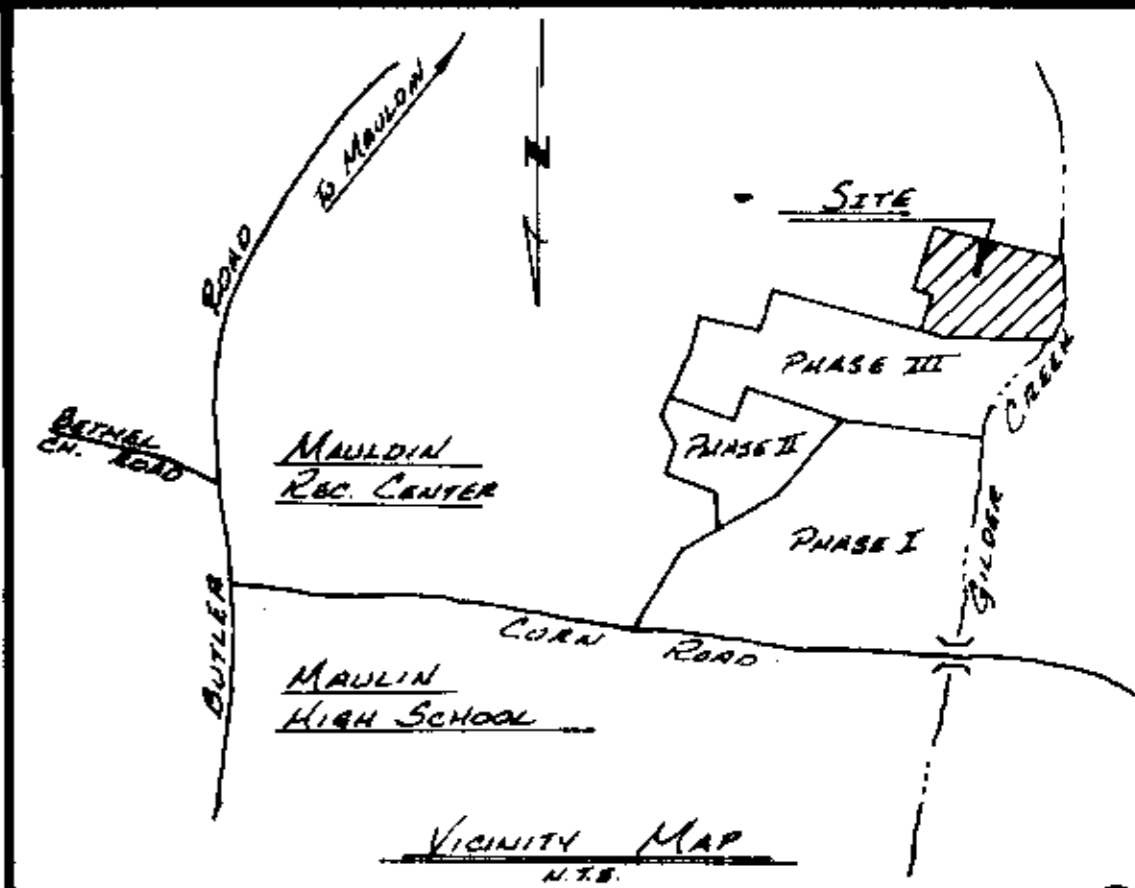 To Mauldin
N
Site
Road
Phase III
Creek
Bethel
Ch. Road
Mauldin
Rec. Center
Phase II
Phase I
Gilder
Butler
Corn Road
Maulin
High School
Vicinity Map
N.T.S.